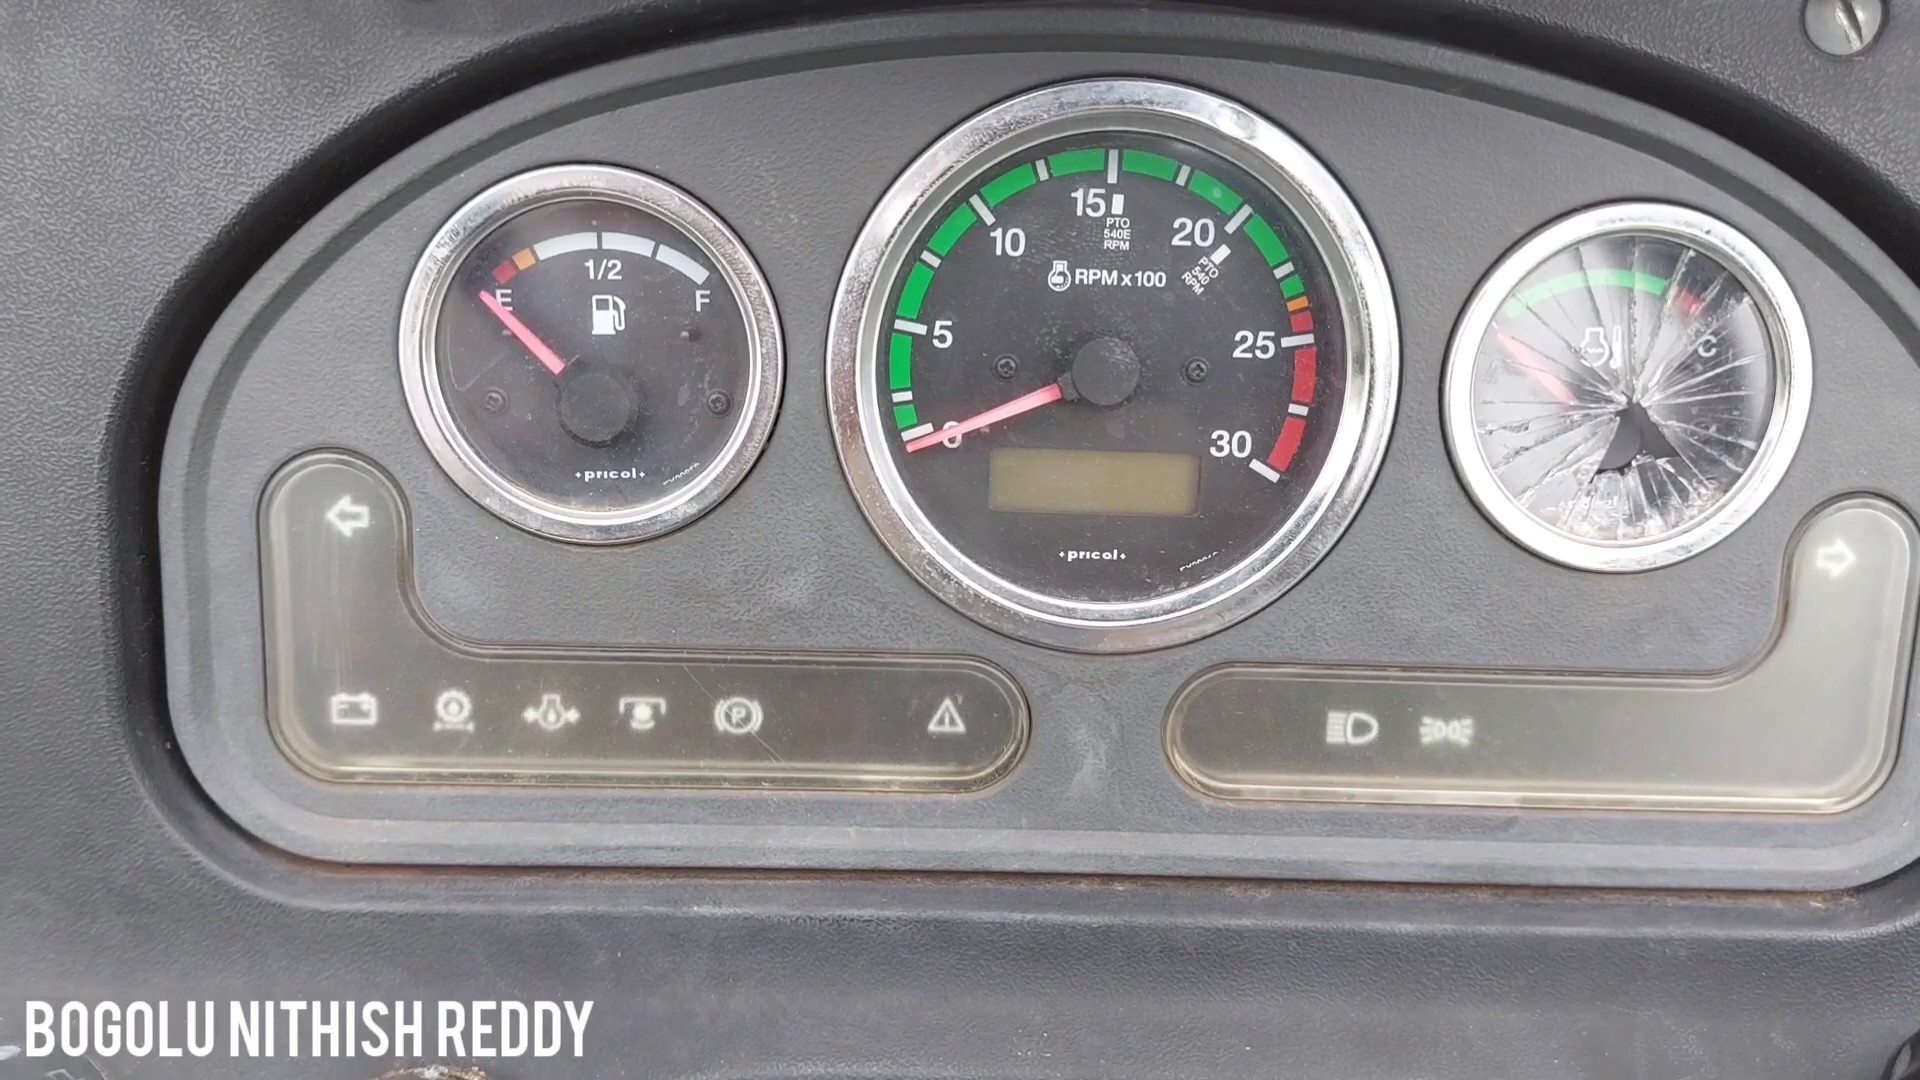 E
1/2
F
pricol
0
5
10
15
20
25
30
PTO
540E
RPM
PTO
540
RPM
RPM x 100
pricol
C
P
BOGOLU NITHISH REDDY